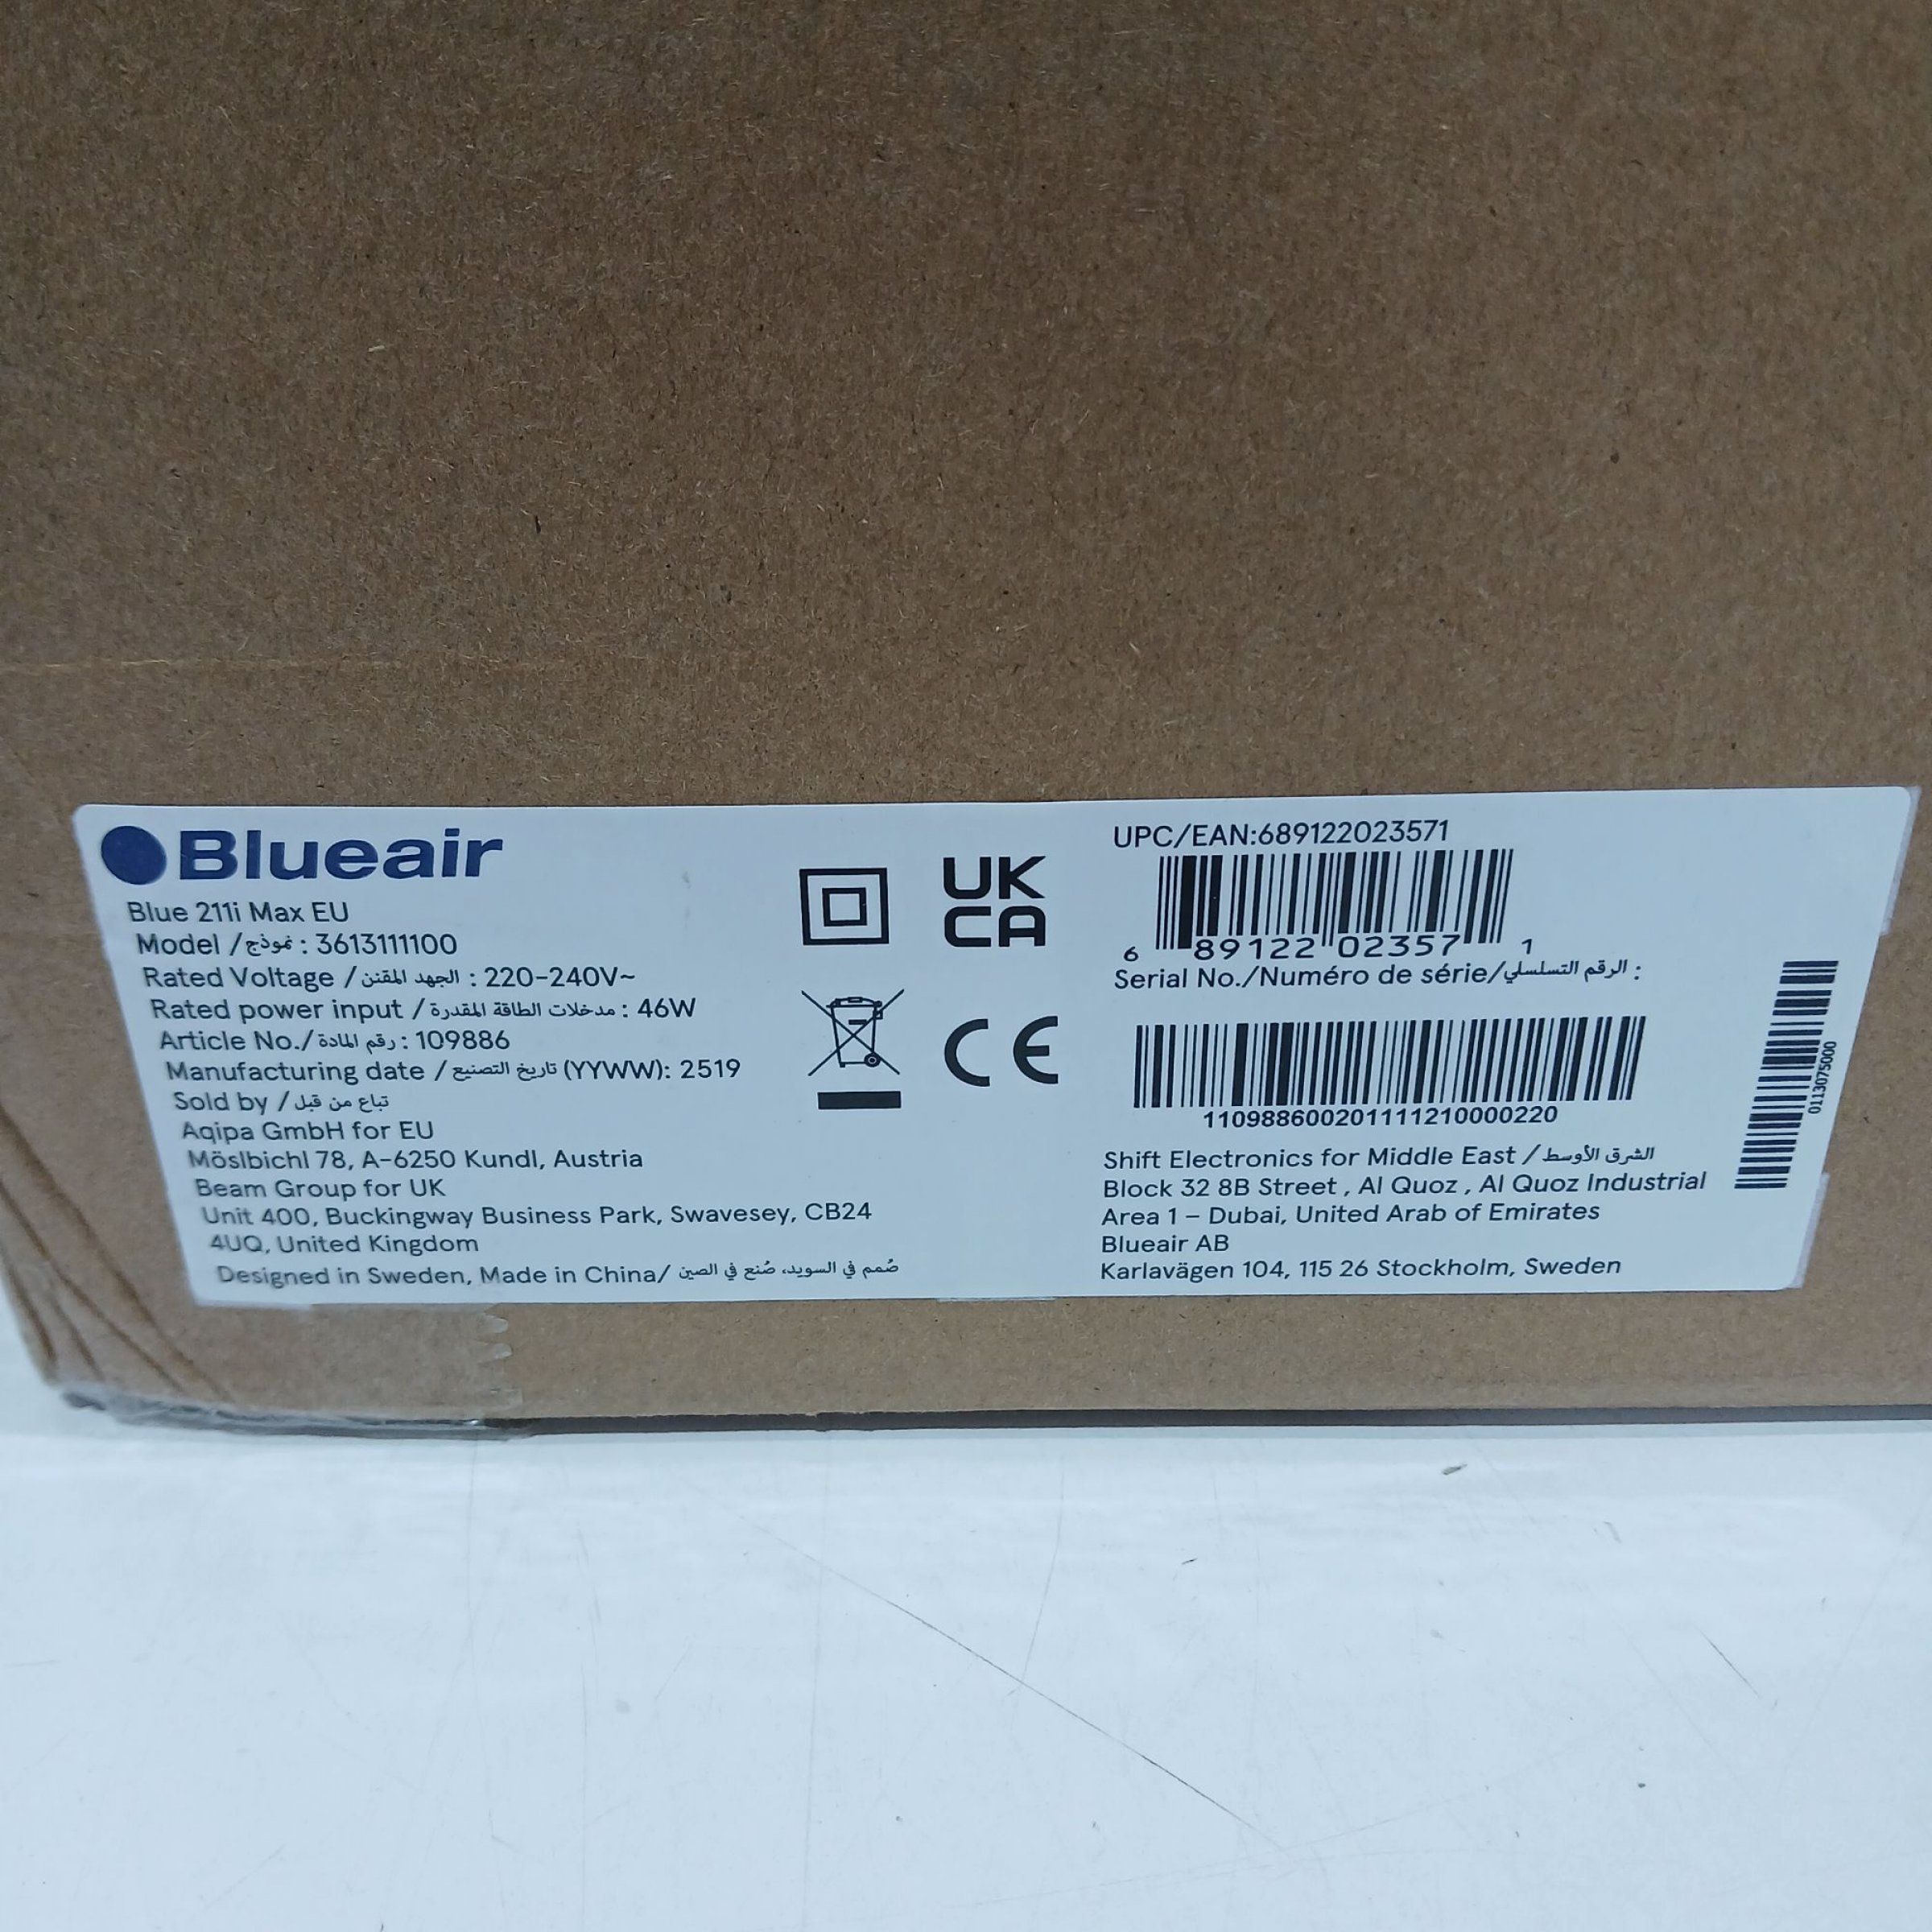 Blueair
Blue 211i Max EU
Model / نموذج : 3613111100
Rated Voltage / الجهد المقنن : 220-240V~
Rated power input / مدخلات الطاقة المقدرة : 46W
Article No./ رقم المادة : 109886
Manufacturing date / تاريخ التصنيع (YYWW): 2519
Sold by / تباع من قبل
Aqipa GmbH for EU
Möslbichl 78, A-6250 Kundl, Austria
Beam Group for UK
Unit 400, Buckingway Business Park, Swavesey, CB24
4UQ, United Kingdom
Designed in Sweden, Made in China/ صُمم في السويد، صُنع في الصين
UK
CA
CE
UPC/EAN:689122023571
6 89122 02357 1
Serial No./Numéro de série/الرقم التسلسلي :
110988600201111210000220
Shift Electronics for Middle East / الشرق الأوسط
Block 32 8B Street , Al Quoz , Al Quoz Industrial
Area 1 – Dubai, United Arab of Emirates
Blueair AB
Karlavägen 104, 115 26 Stockholm, Sweden
0113075000